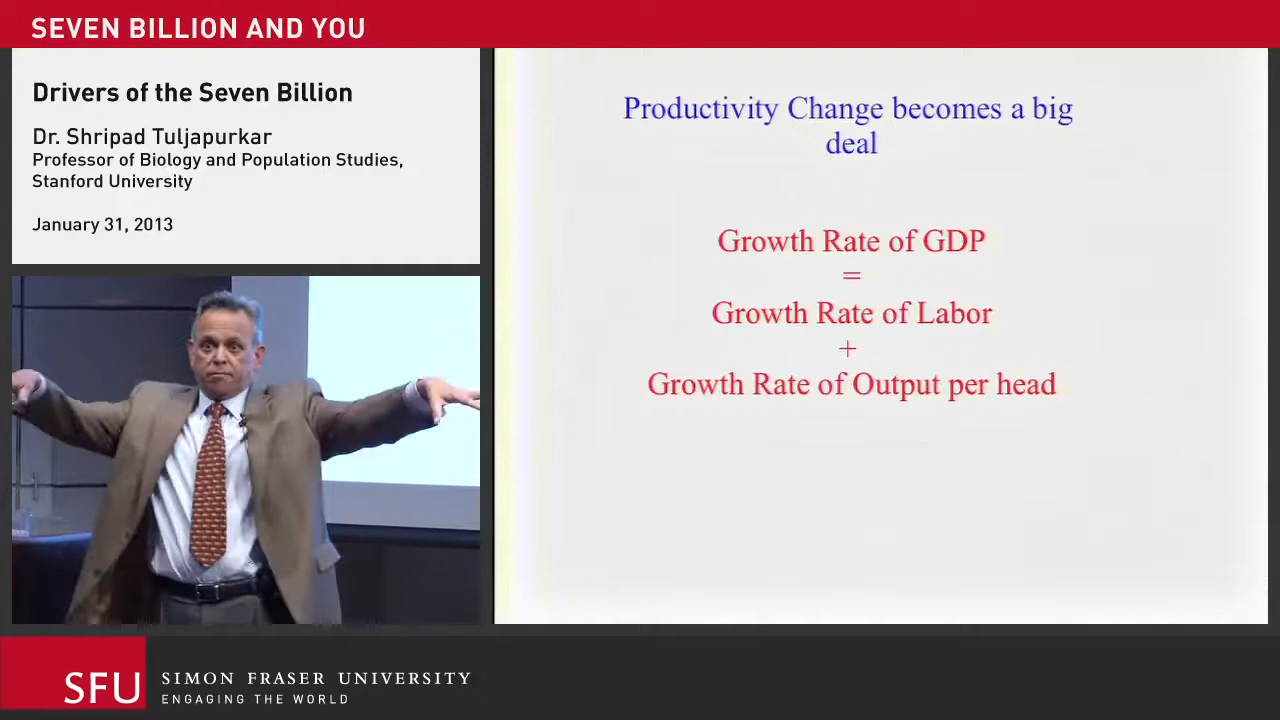 SEVEN BILLION AND YOU
Drivers of the Seven Billion
Dr. Shripad Tuljapurkar
Professor of Biology and Population Studies,
Stanford University
January 31, 2013
Productivity Change becomes a big
deal
Growth Rate of GDP
=
Growth Rate of Labor
+
Growth Rate of Output per head
SFU
SIMON FRASER UNIVERSITY
ENGAGING THE WORLD